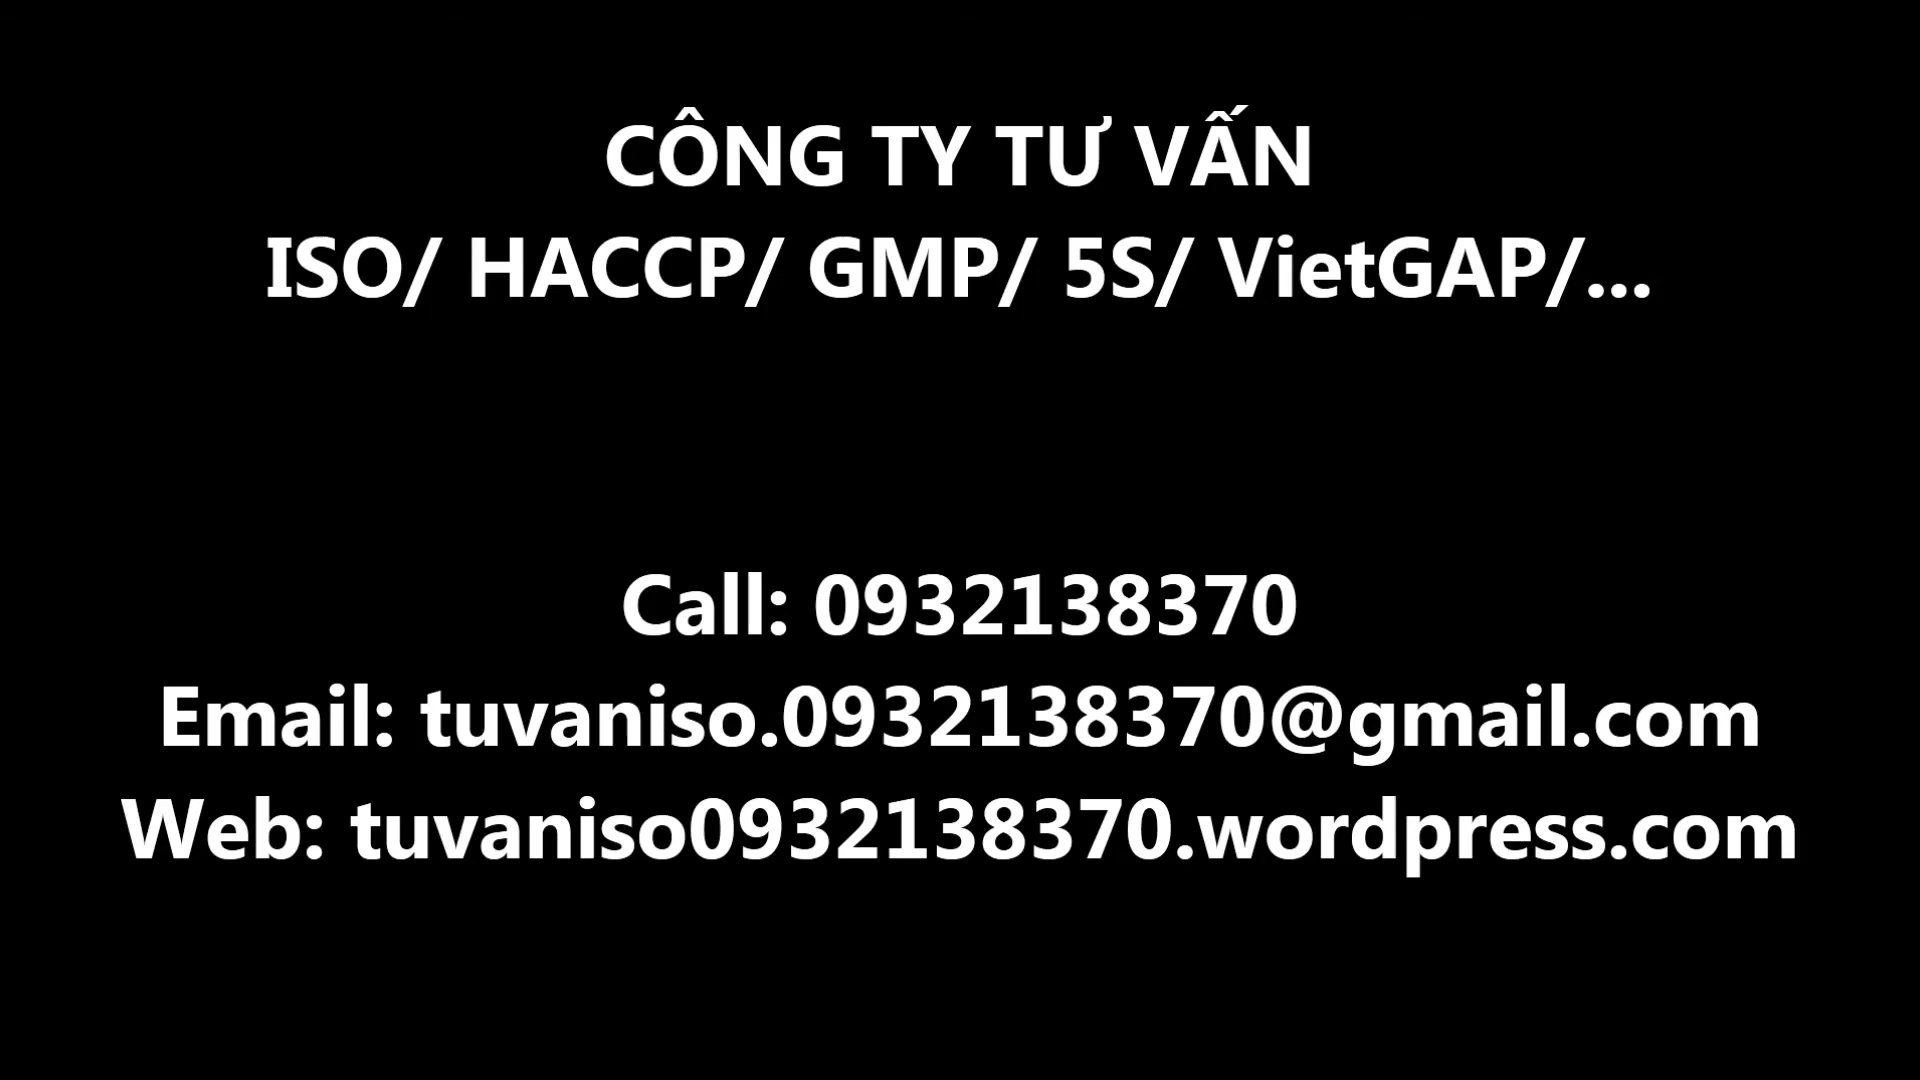 CÔNG TY TƯ VẤN
ISO/ HACCP/ GMP/ 5S/ VietGAP/...
Call: 0932138370
Email: tuvaniso.0932138370@gmail.com
Web: tuvaniso0932138370.wordpress.com